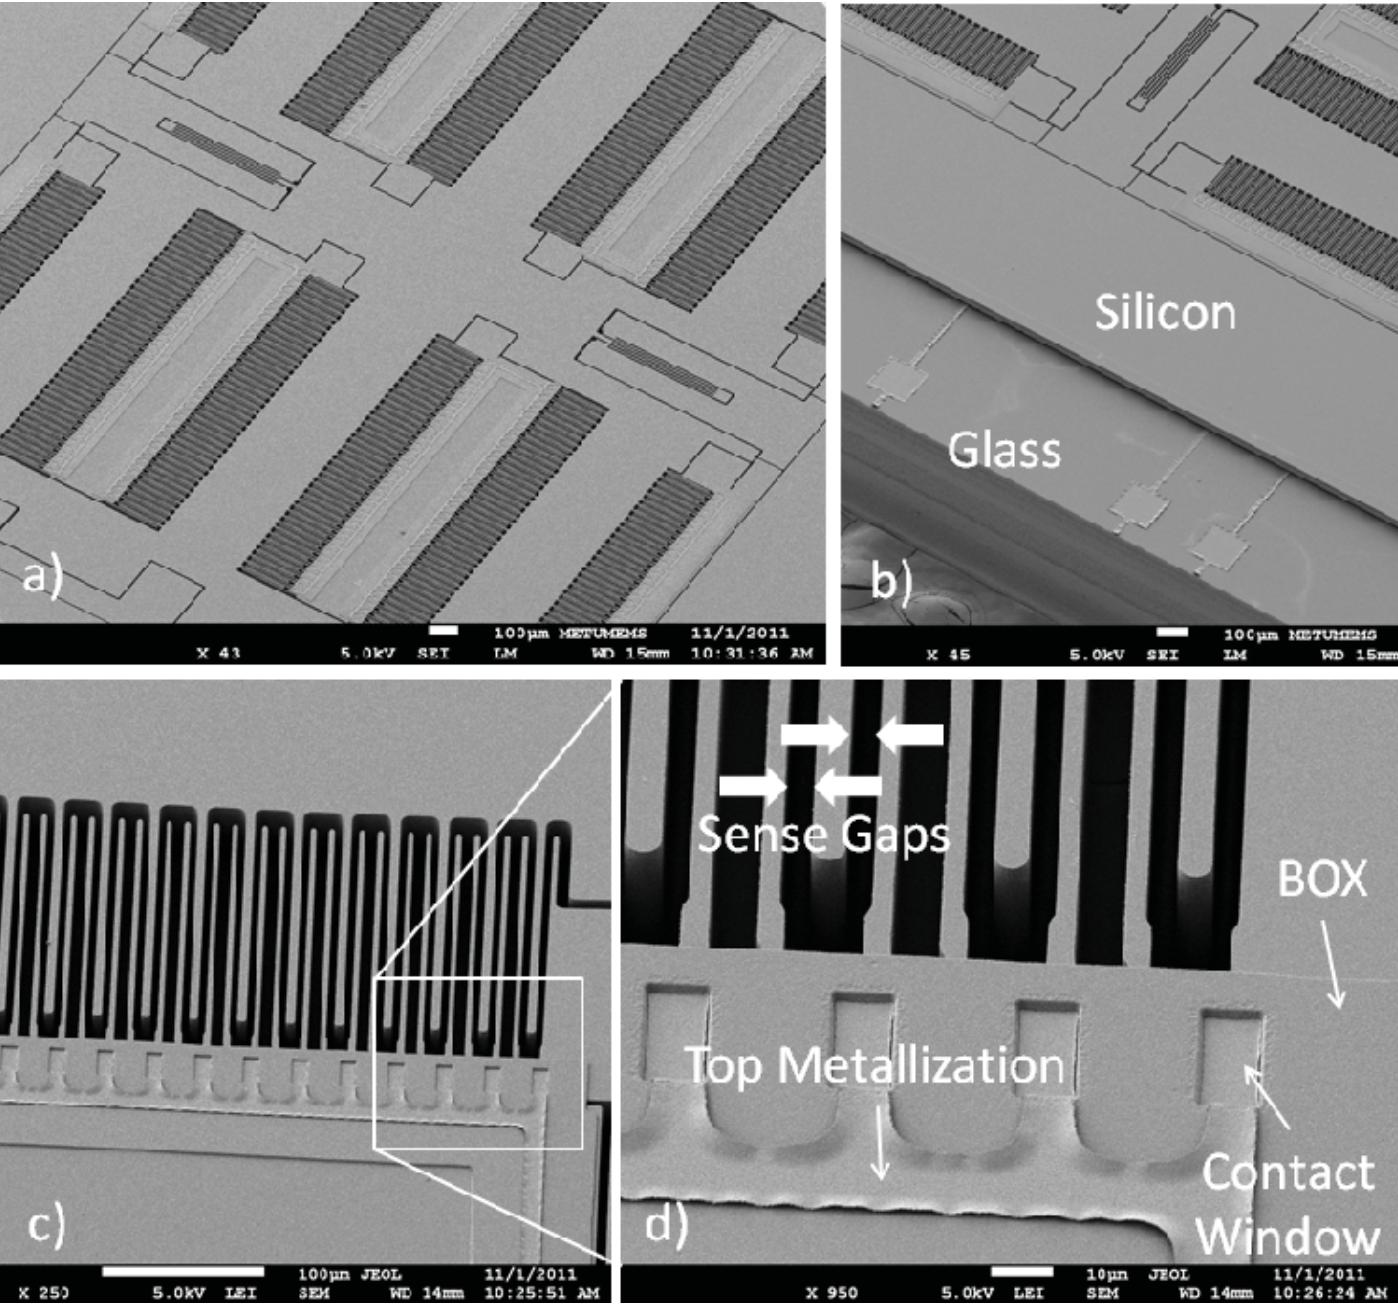 a)
100µm METUMEMS 11/1/2011
X 43 5.0kV SEI LM WD 15mm 10:31:36 AM
Silicon
Glass
b)
100µm METUMEMS
X 45 5.0kV SEI LM WD 15mm
c)
100µm JEOL 11/1/2011
X 250 5.0kV LEI SEM WD 14mm 10:25:51 AM
Sense Gaps
BOX
Top Metallization
Contact
Window
d)
10µm JEOL 11/1/2011
X 950 5.0kV LEI SEM WD 14mm 10:26:24 AM